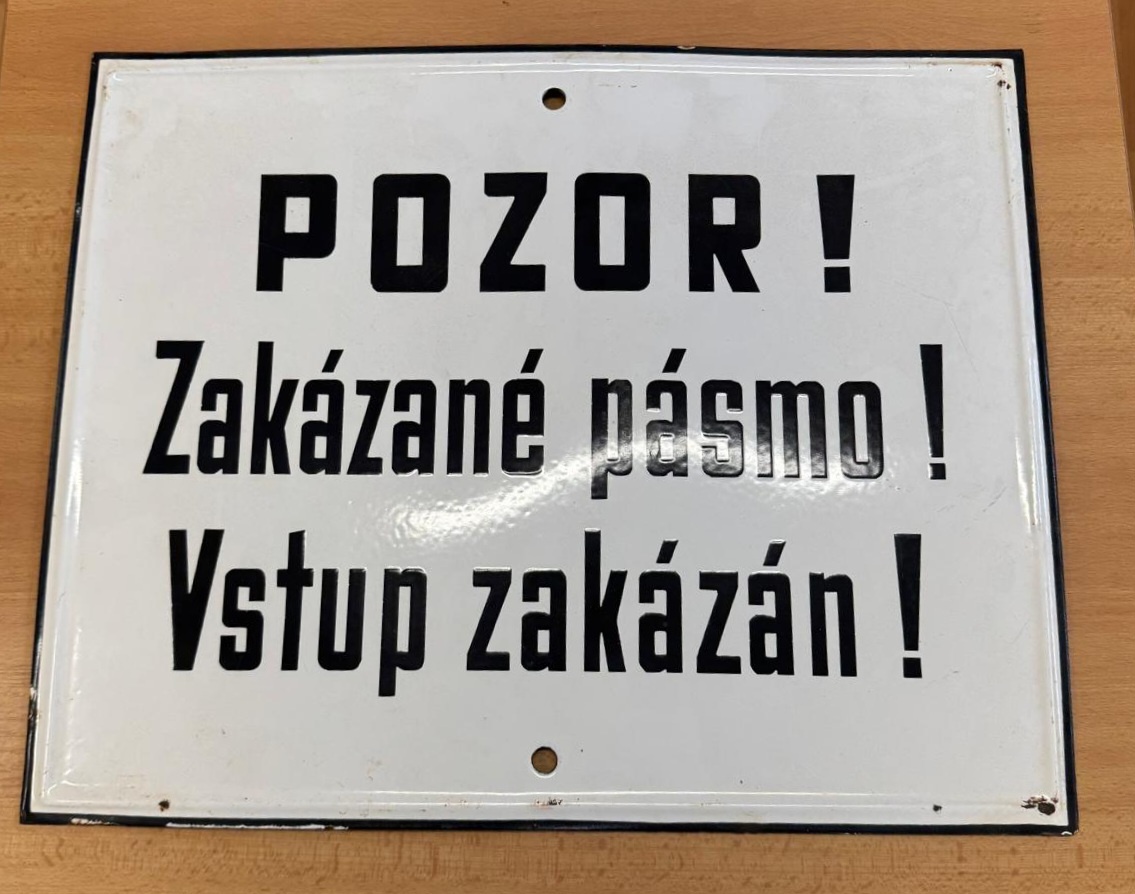 POZOR !
Zakázané pásmo !
Vstup zakázán !